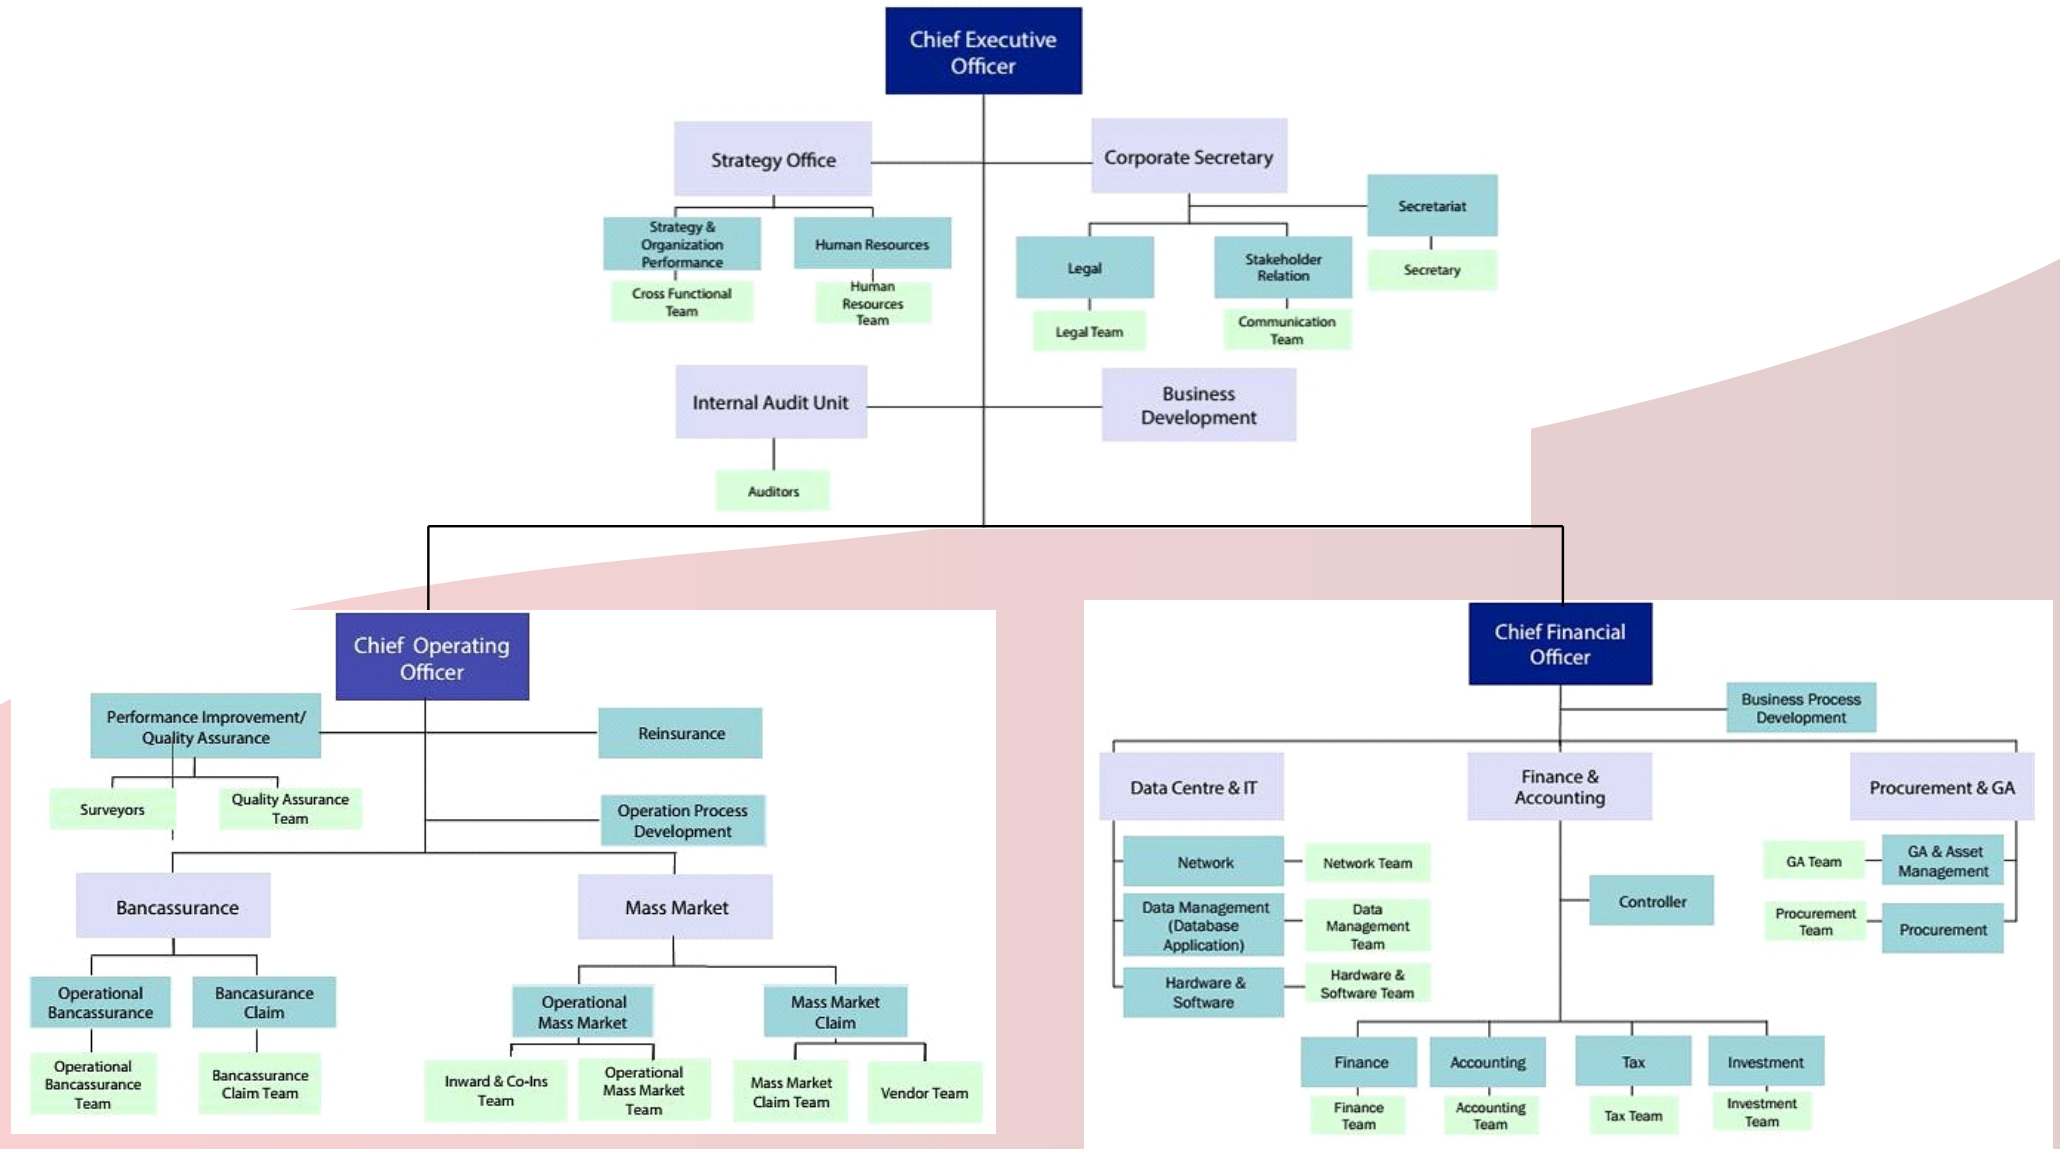 Chief Executive
Officer
Strategy Office
Corporate Secretary
Secretariat
Secretary
Strategy &
Organization
Performance
Human Resources
Cross Functional
Team
Human
Resources
Team
Legal
Stakeholder
Relation
Legal Team
Communication
Team
Internal Audit Unit
Business
Development
Auditors
Chief Operating
Officer
Performance Improvement/
Quality Assurance
Reinsurance
Surveyors
Quality Assurance
Team
Operation Process
Development
Bancassurance
Mass Market
Operational
Bancassurance
Bancasurance
Claim
Operational
Mass Market
Mass Market
Claim
Operational
Bancassurance
Team
Bancassurance
Claim Team
Inward & Co-Ins
Team
Operational
Mass Market
Team
Mass Market
Claim Team
Vendor Team
Chief Financial
Officer
Business Process
Development
Data Centre & IT
Finance &
Accounting
Procurement & GA
Network
Network Team
Data Management
(Database
Application)
Data
Management
Team
Hardware &
Software
Hardware &
Software Team
Controller
GA Team
GA & Asset
Management
Procurement
Team
Procurement
Finance
Accounting
Tax
Investment
Finance
Team
Accounting
Team
Tax Team
Investment
Team